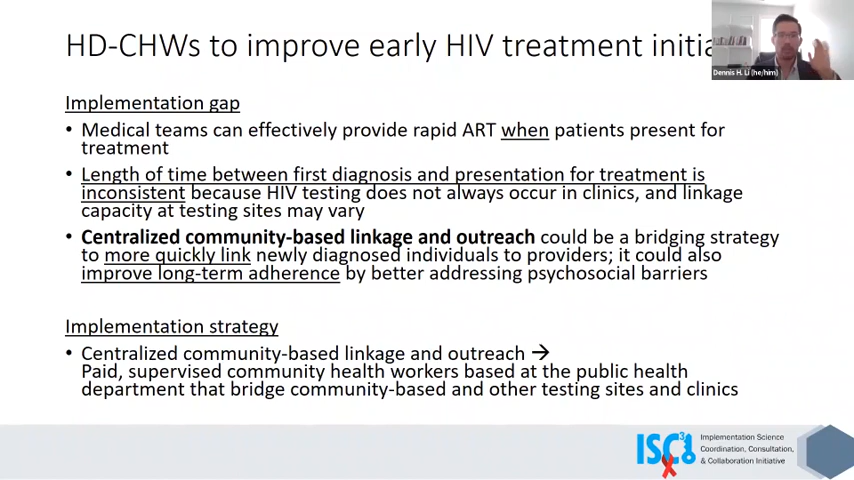 HD-CHWs to improve early HIV treatment initia
Dennis H. Li (he/him)
Implementation gap
• Medical teams can effectively provide rapid ART when patients present for
treatment
• Length of time between first diagnosis and presentation for treatment is
inconsistent because HIV testing does not always occur in clinics, and linkage
capacity at testing sites may vary
• Centralized community-based linkage and outreach could be a bridging strategy
to more quickly link newly diagnosed individuals to providers; it could also
improve long-term adherence by better addressing psychosocial barriers
Implementation strategy
• Centralized community-based linkage and outreach →
Paid, supervised community health workers based at the public health
department that bridge community-based and other testing sites and clinics
ISC3I
Implementation Science
Coordination, Consultation,
& Collaboration Initiative